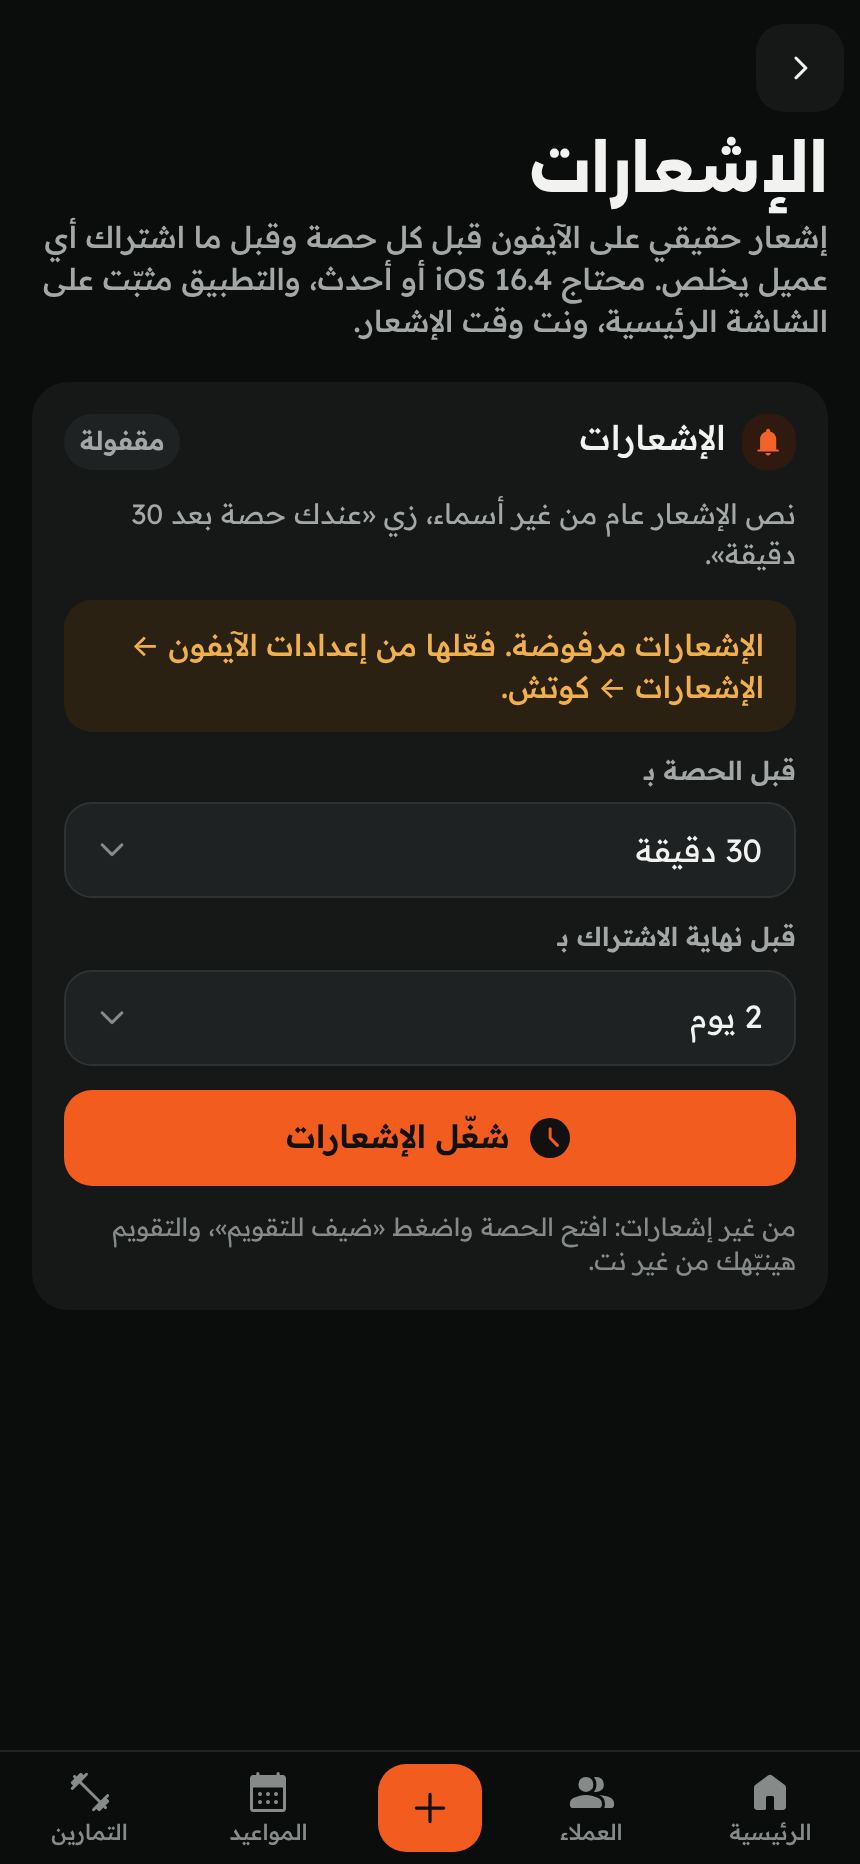 الإشعارات
إشعار حقيقي على الآيفون قبل كل حصة وقبل ما اشتراك أي
عميل يخلص. محتاج iOS 16.4 أو أحدث، والتطبيق مثبّت على
الشاشة الرئيسية، ونت وقت الإشعار.
الإشعارات
مقفولة
نص الإشعار عام من غير أسماء، زي «عندك حصة بعد 30
دقيقة».
الإشعارات مرفوضة. فعّلها من إعدادات الآيفون ←
الإشعارات ← كوتش.
قبل الحصة بـ
30 دقيقة
قبل نهاية الاشتراك بـ
2 يوم
شغّل الإشعارات
من غير إشعارات: افتح الحصة واضغط «ضيف للتقويم»، والتقويم
هينبّهك من غير نت.
الرئيسية
العملاء
المواعيد
التمارين